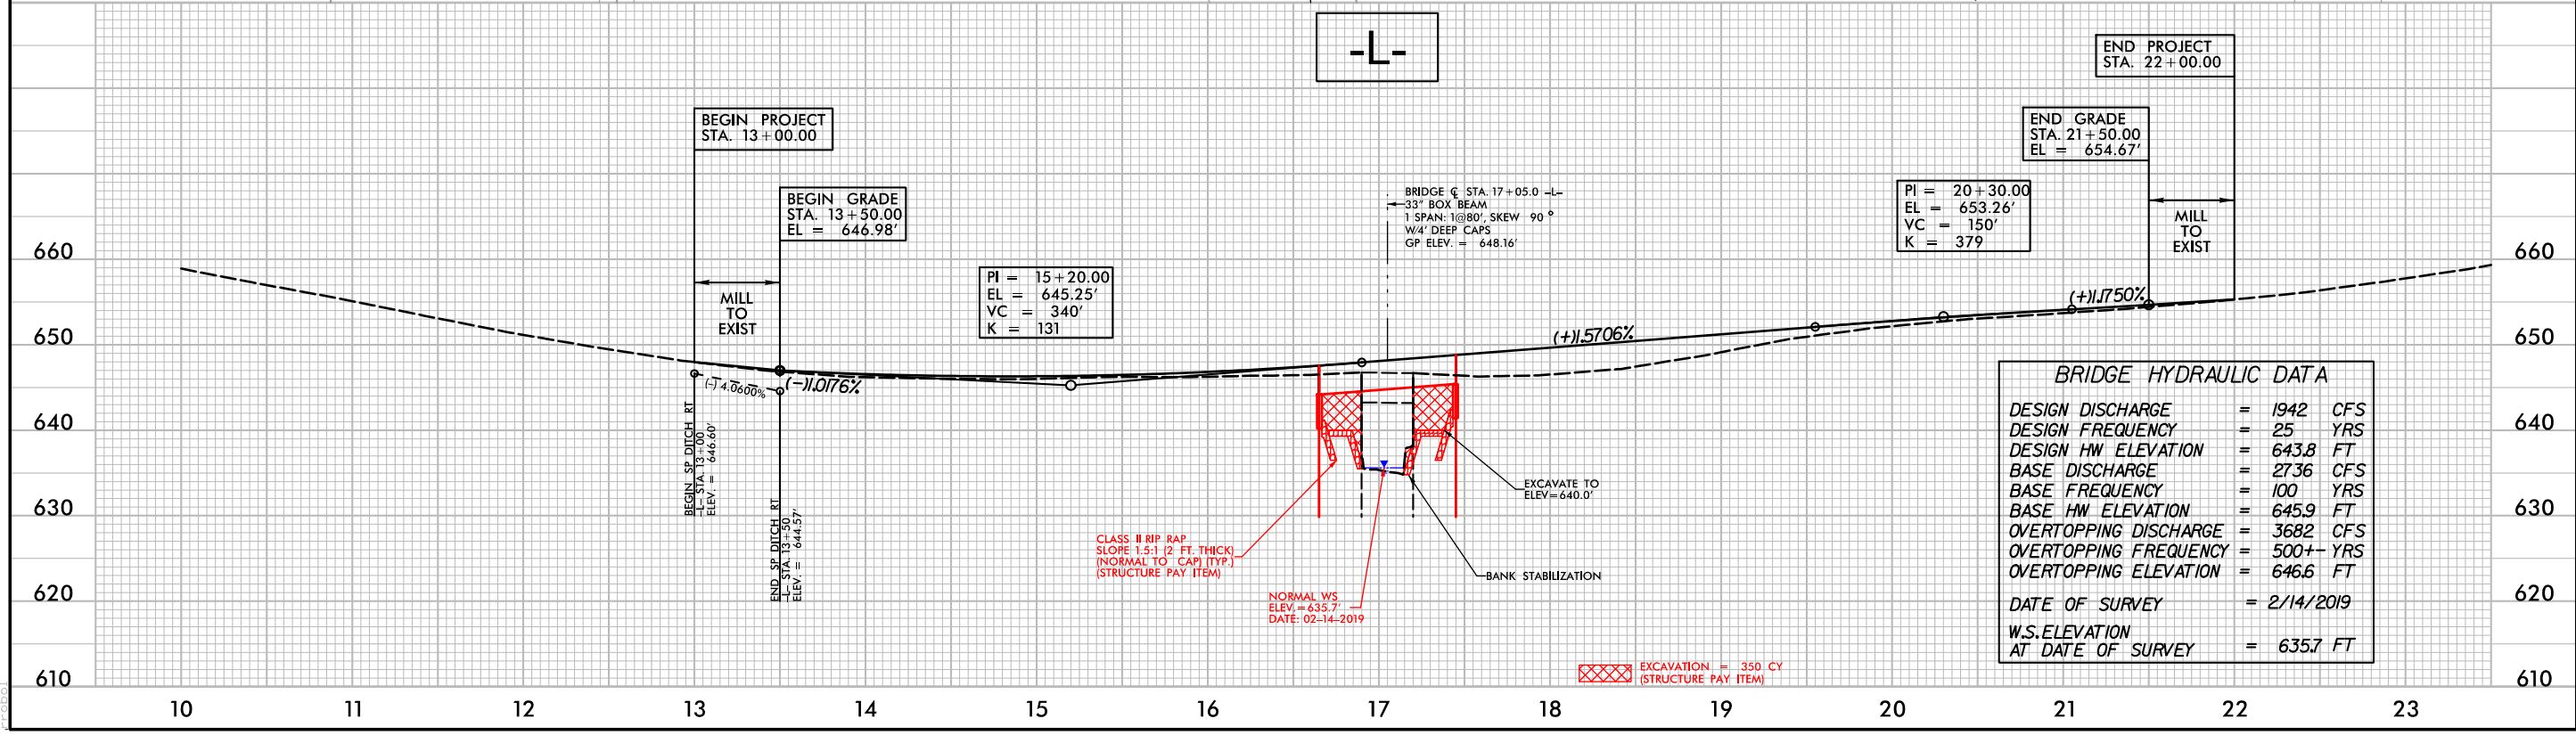 -L-
END PROJECT
STA. 22+00.00
BEGIN PROJECT
STA. 13+00.00
END GRADE
STA. 21+50.00
EL = 654.67'
BEGIN GRADE
STA. 13+50.00
EL = 646.98'
BRIDGE ℄ STA. 17+05.0 -L-
33" BOX BEAM
1 SPAN: 1@80', SKEW 90°
W/4' DEEP CAPS
GP ELEV. = 648.16'
PI = 20+30.00
EL = 653.26'
VC = 150'
K = 379
MILL
TO
EXIST
PI = 15+20.00
EL = 645.25'
VC = 340'
K = 131
MILL
TO
EXIST
660
660
650
650
640
640
630
630
620
620
610
610
(+)1.1750%
(+)1.5706%
(-)1.0176%
(-) 4.0600%
BEGIN SP DITCH RT
-L- STA. 13+00
ELEV. = 646.60'
END SP DITCH RT
-L- STA. 13+50
ELEV. = 644.57'
EXCAVATE TO
ELEV=640.0'
CLASS II RIP RAP
SLOPE 1.5:1 (2 FT. THICK)
(NORMAL TO CAP) (TYP.)
(STRUCTURE PAY ITEM)
BANK STABILIZATION
NORMAL WS
ELEV.=635.7'
DATE: 02-14-2019
EXCAVATION = 350 CY
(STRUCTURE PAY ITEM)
BRIDGE HYDRAULIC DATA
DESIGN DISCHARGE = 1942 CFS
DESIGN FREQUENCY = 25 YRS
DESIGN HW ELEVATION = 643.8 FT
BASE DISCHARGE = 2736 CFS
BASE FREQUENCY = 100 YRS
BASE HW ELEVATION = 645.9 FT
OVERTOPPING DISCHARGE = 3682 CFS
OVERTOPPING FREQUENCY = 500+- YRS
OVERTOPPING ELEVATION = 646.6 FT
DATE OF SURVEY = 2/14/2019
W.S.ELEVATION
AT DATE OF SURVEY = 635.7 FT
10 11 12 13 14 15 16 17 18 19 20 21 22 23